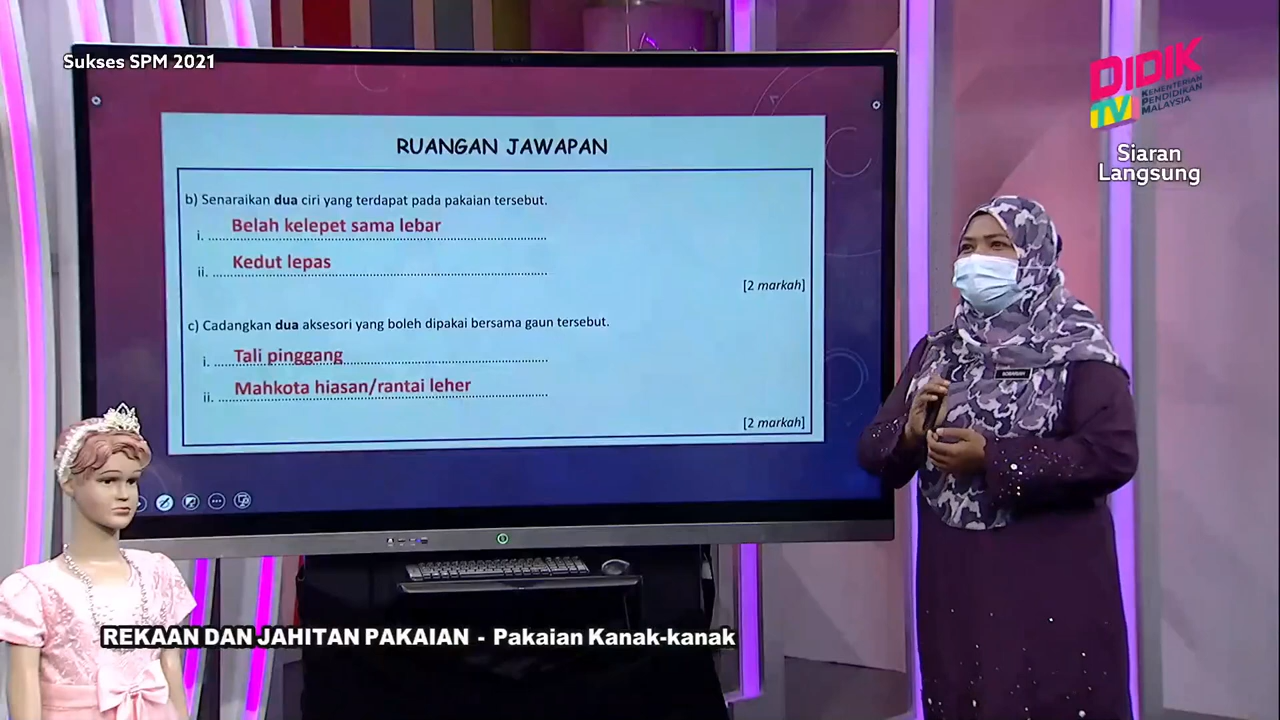 Sukses SPM 2021
DIDIK
TV
KEMENTERIAN
PENDIDIKAN
MALAYSIA
Siaran
Langsung
RUANGAN JAWAPAN
b) Senaraikan dua ciri yang terdapat pada pakaian tersebut.
i. Belah kelepet sama lebar
ii. Kedut lepas
[2 markah]
c) Cadangkan dua aksesori yang boleh dipakai bersama gaun tersebut.
i. Tali pinggang
ii. Mahkota hiasan/rantai leher
[2 markah]
REKAAN DAN JAHITAN PAKAIAN - Pakaian Kanak-kanak